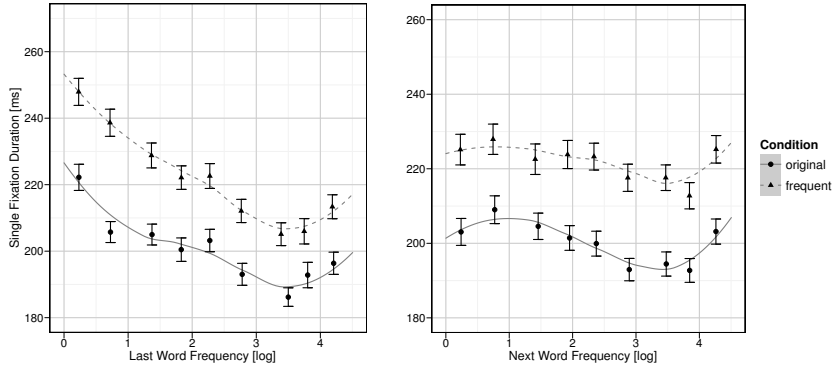 Single Fixation Duration [ms]
260
240
220
200
180
0 1 2 3 4
Last Word Frequency [log]
260
240
220
200
180
0 1 2 3 4
Next Word Frequency [log]
Condition
original
frequent